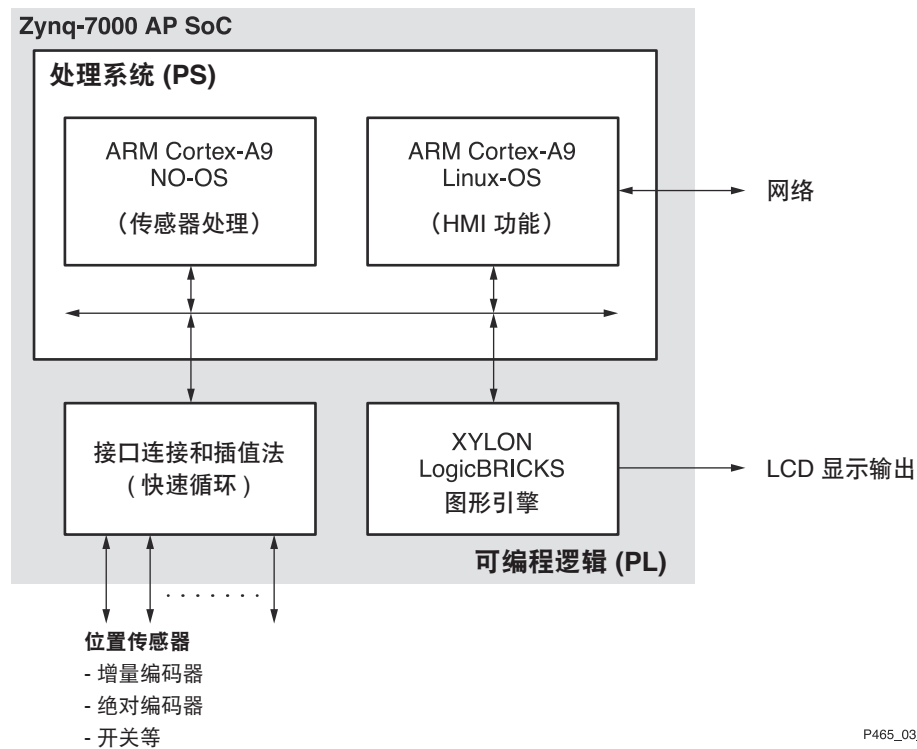 Zynq-7000 AP SoC
处理系统 (PS)
ARM Cortex-A9
NO-OS
（传感器处理）
ARM Cortex-A9
Linux-OS
（HMI 功能）
网络
接口连接和插值法
( 快速循环 )
XYLON
LogicBRICKS
图形引擎
LCD 显示输出
可编程逻辑 (PL)
. . . . . . .
位置传感器
- 增量编码器
- 绝对编码器
- 开关等
P465_03